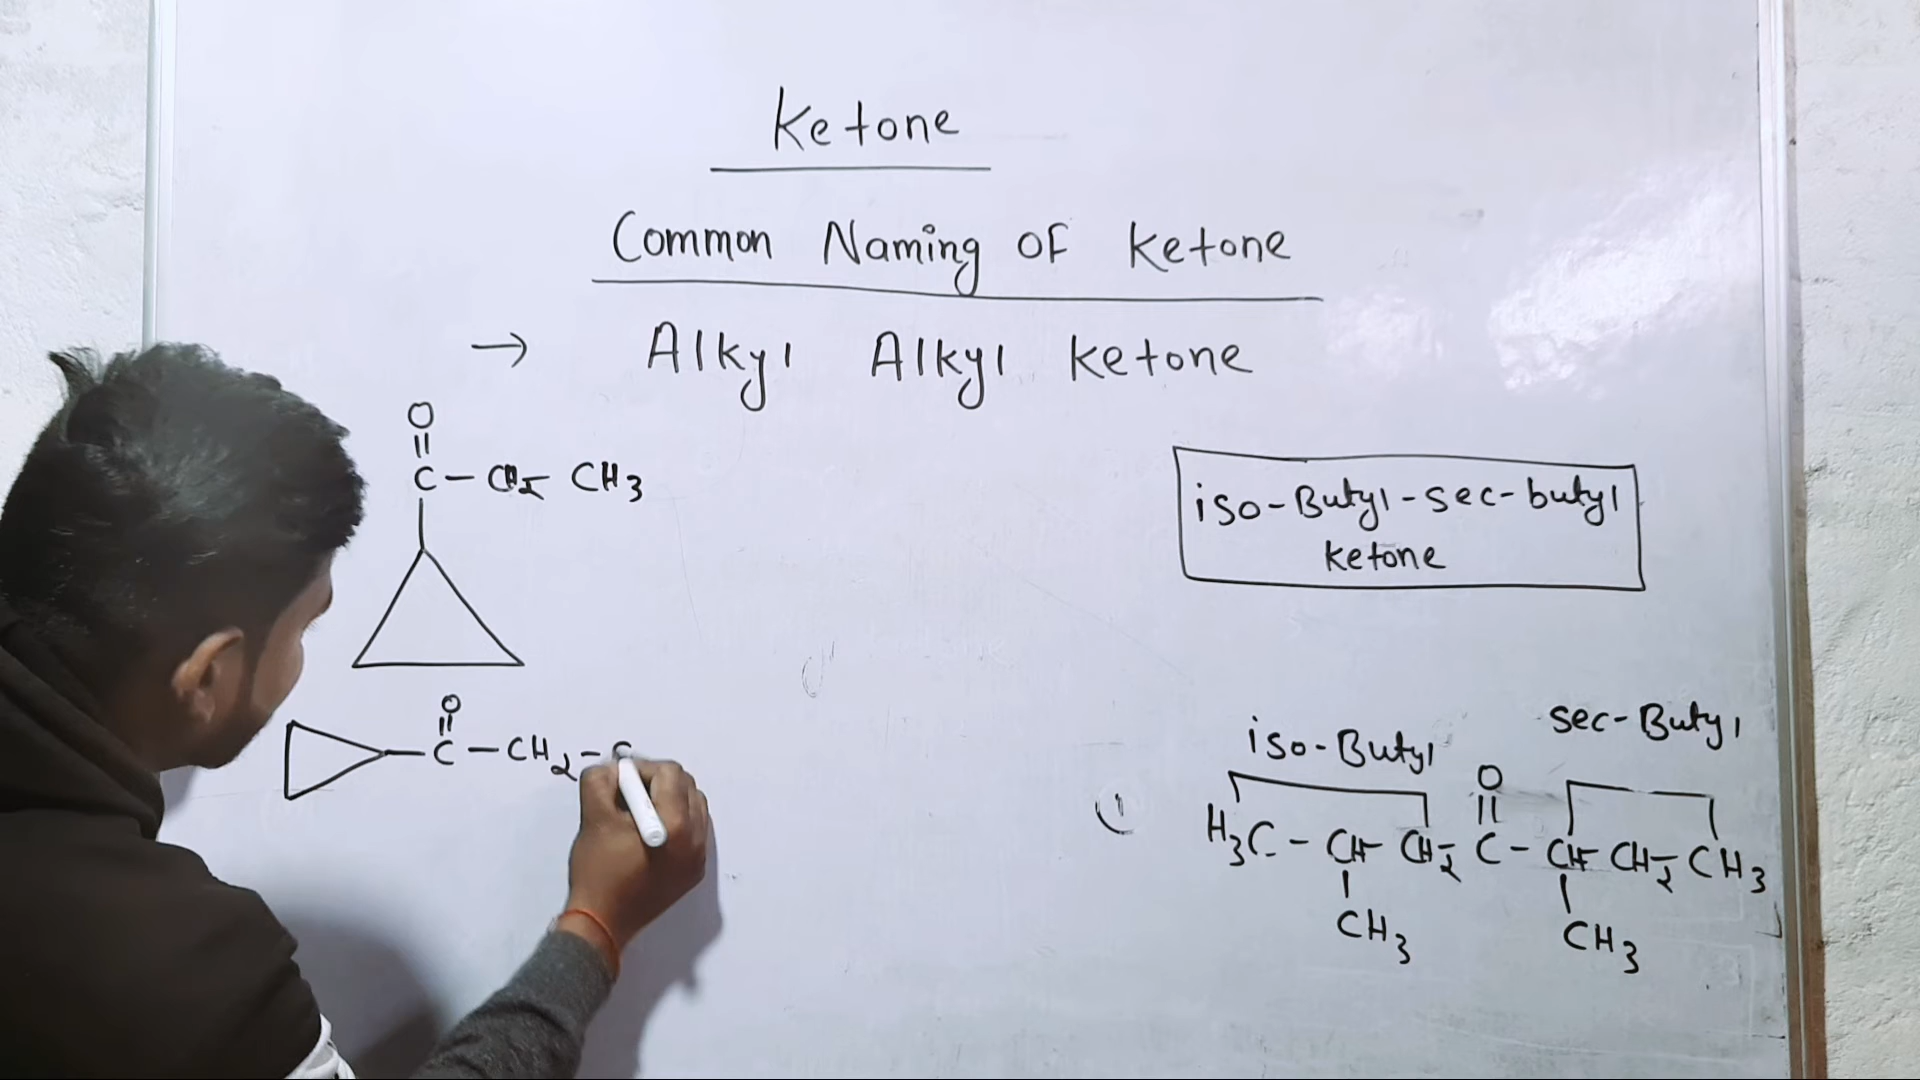 Ketone
Common Naming OF Ketone
→ Alkyl Alkyl Ketone
O
||
C - CH2 - CH3
iso-Butyl-sec-butyl
Ketone
O
||
C - CH2 - C
iso-Butyl
sec-Butyl
O
||
(1) H3C - CH - CH2 - C - CH - CH2 - CH3
| |
CH3 CH3